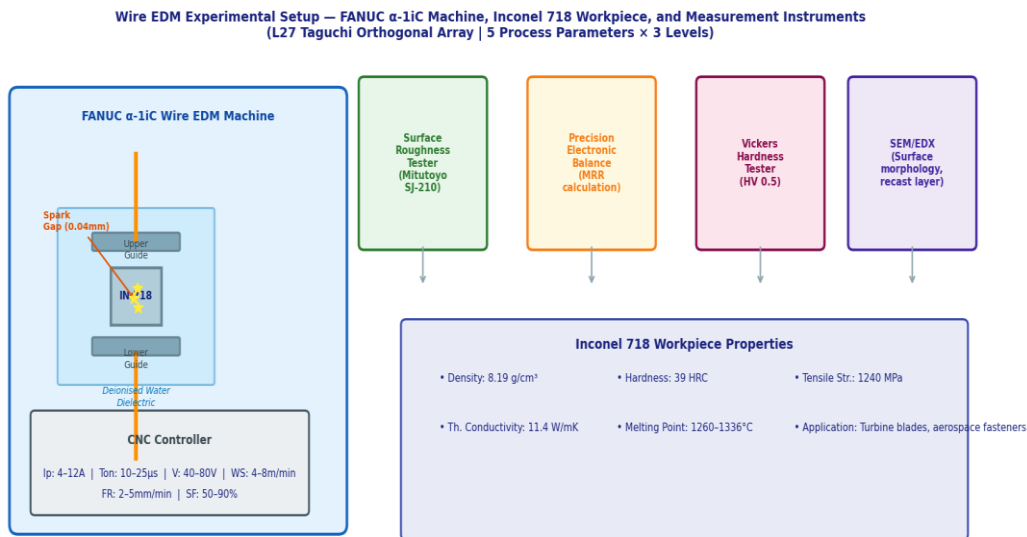 Wire EDM Experimental Setup — FANUC α-1iC Machine, Inconel 718 Workpiece, and Measurement Instruments
(L27 Taguchi Orthogonal Array | 5 Process Parameters × 3 Levels)
FANUC α-1iC Wire EDM Machine
Spark
Gap (0.04mm)
Upper
Guide
Lower
Guide
Deionised Water
Dielectric
CNC Controller
Ip: 4–12A | Ton: 10–25μs | V: 40–80V | WS: 4–8m/min
FR: 2–5mm/min | SF: 50–90%
Surface
Roughness
Tester
(Mitutoyo
SJ-210)
Precision
Electronic
Balance
(MRR
calculation)
Vickers
Hardness
Tester
(HV 0.5)
SEM/EDX
(Surface
morphology,
recast layer)
Inconel 718 Workpiece Properties
• Density: 8.19 g/cm³
• Hardness: 39 HRC
• Tensile Str.: 1240 MPa
• Th. Conductivity: 11.4 W/mK
• Melting Point: 1260–1336°C
• Application: Turbine blades, aerospace fasteners